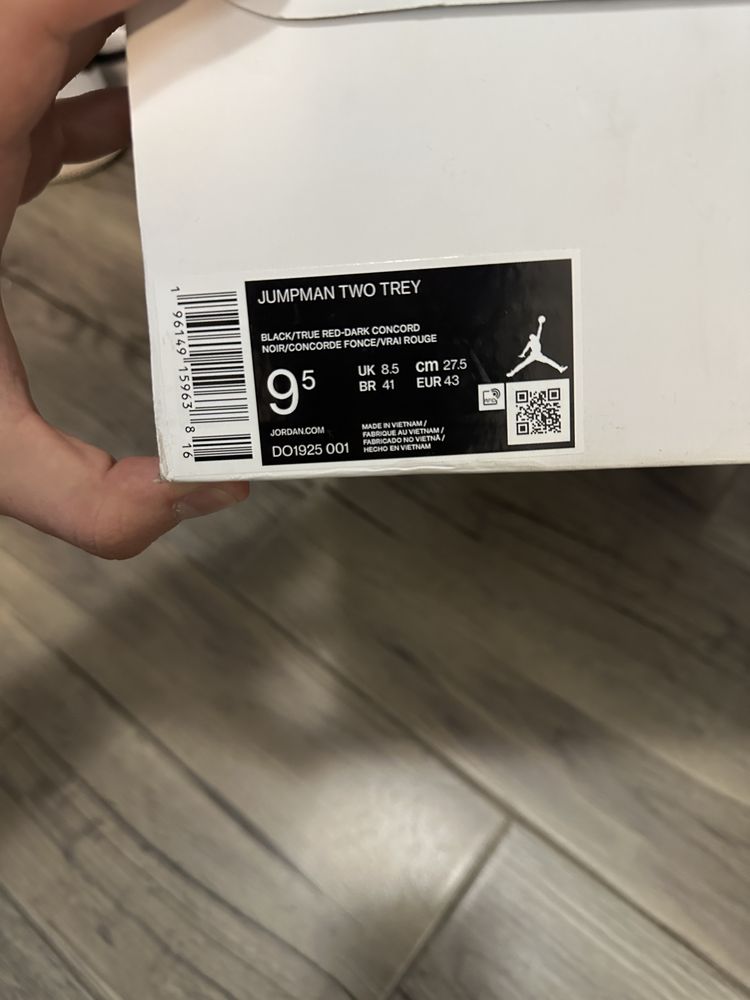 JUMPMAN TWO TREY
BLACK/TRUE RED-DARK CONCORD
NOIR/CONCORDE FONCE/VRAI ROUGE
9 5
UK 8.5 cm 27.5
BR 41 EUR 43
JORDAN.COM
DO1925 001
MADE IN VIETNAM /
FABRIQUE AU VIETNAM /
FABRICADO NO VIETNÃ /
HECHO EN VIETNAM
1 96149 15963 8 16